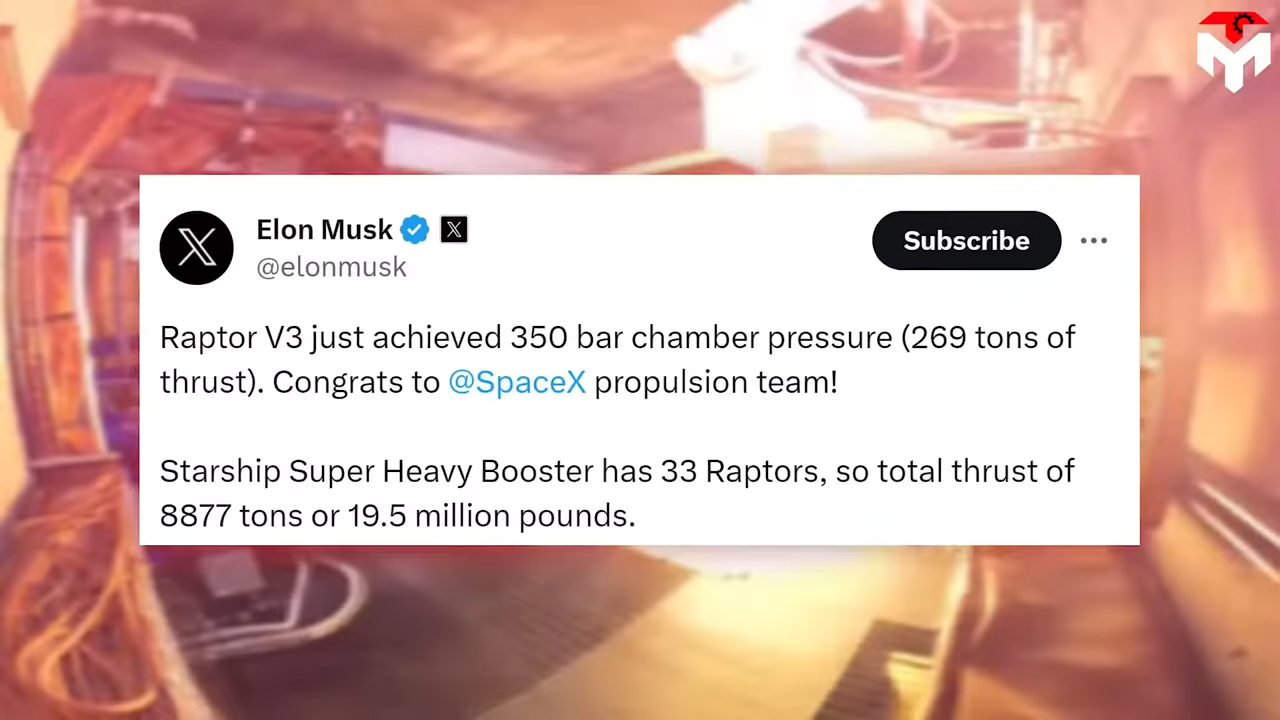 Elon Musk
@elonmusk
Subscribe
Raptor V3 just achieved 350 bar chamber pressure (269 tons of
thrust). Congrats to @SpaceX propulsion team!
Starship Super Heavy Booster has 33 Raptors, so total thrust of
8877 tons or 19.5 million pounds.